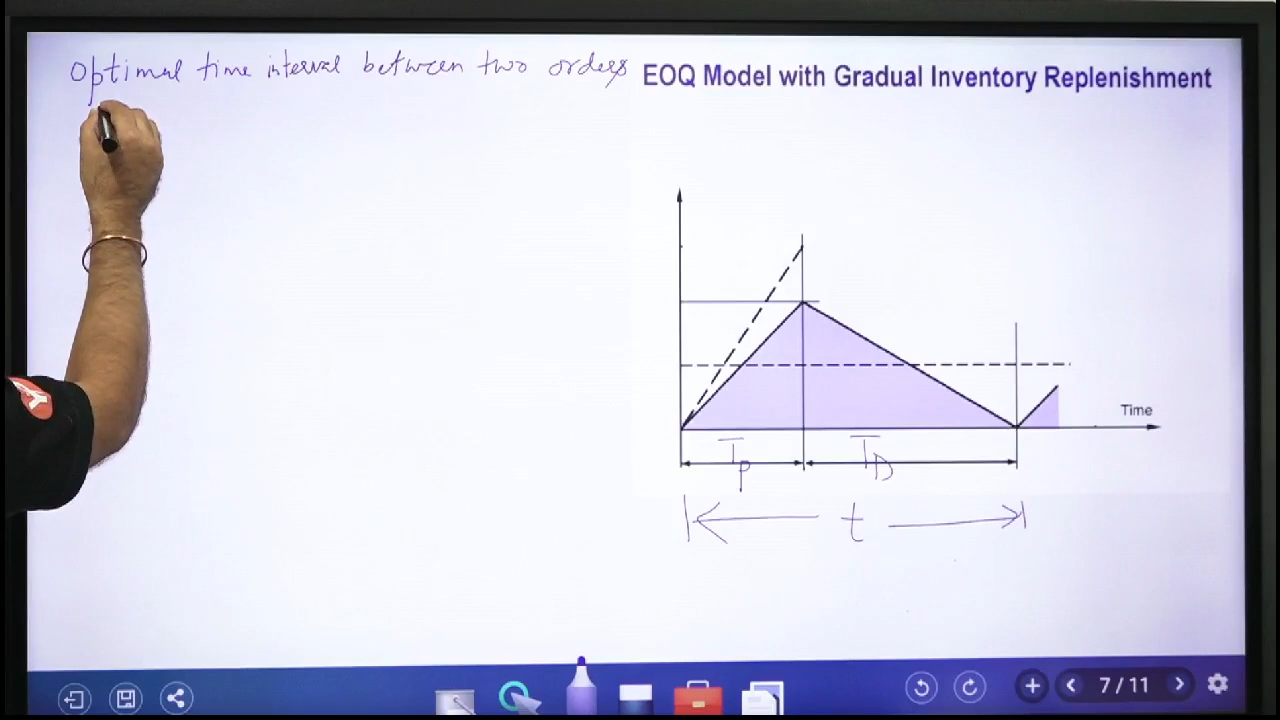 Optimal time interval between two orders
EOQ Model with Gradual Inventory Replenishment
Time
Tp
TD
t
7/11